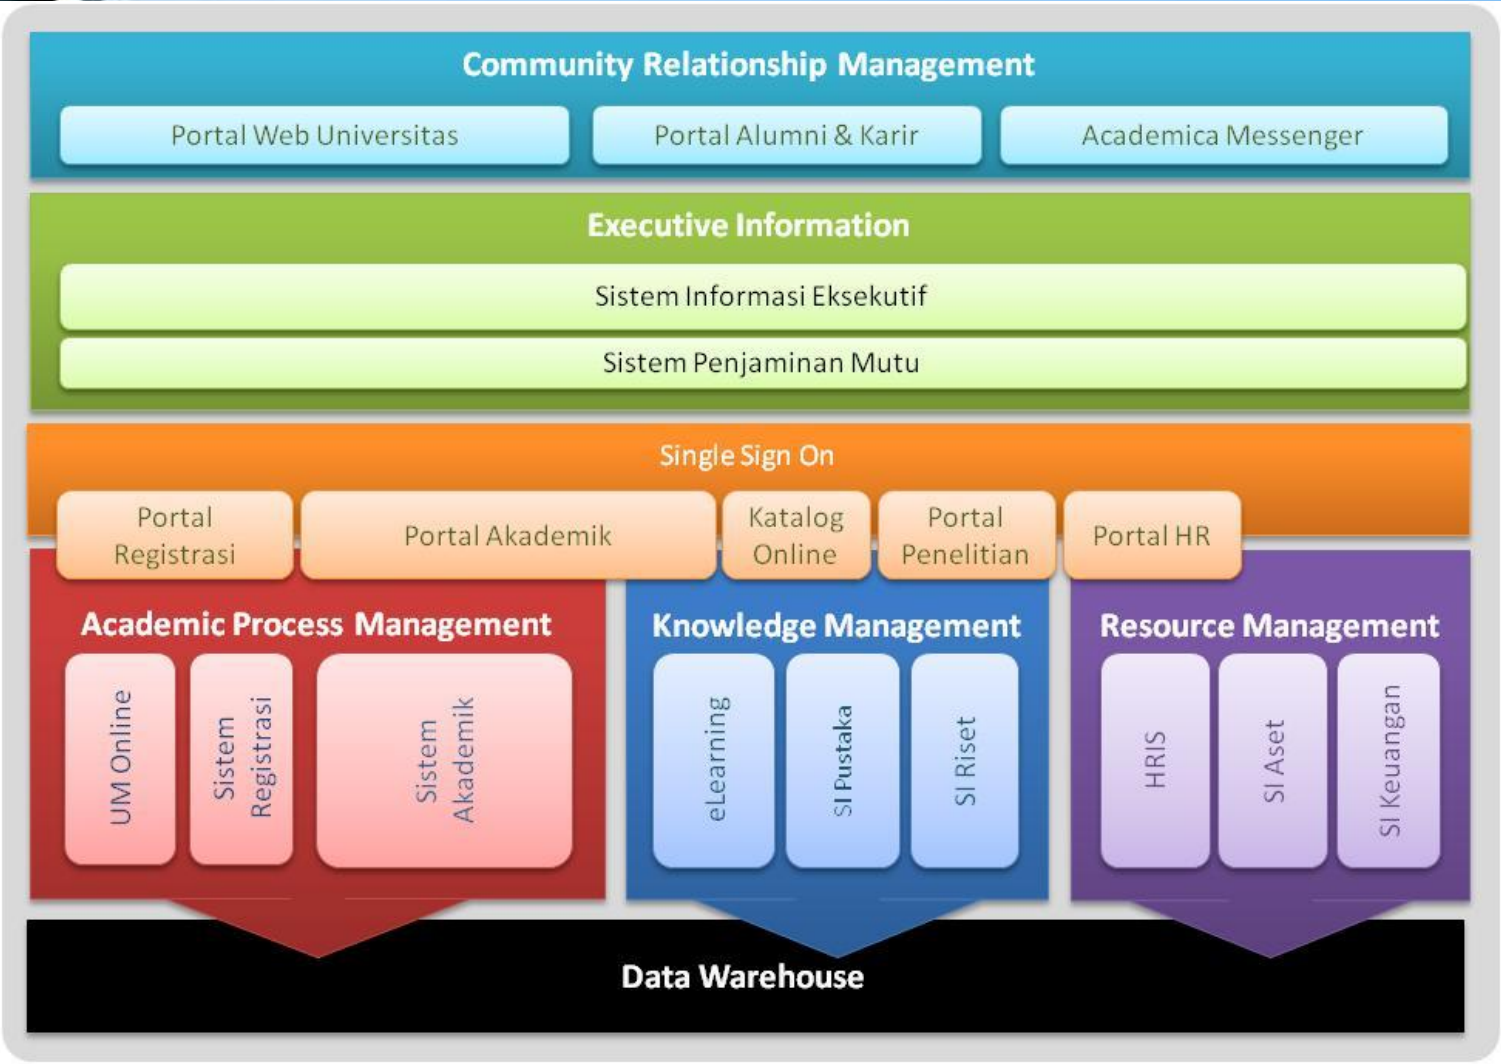 Community Relationship Management
Portal Web Universitas
Portal Alumni & Karir
Academica Messenger
Executive Information
Sistem Informasi Eksekutif
Sistem Penjaminan Mutu
Single Sign On
Portal
Registrasi
Portal Akademik
Katalog
Online
Portal
Penelitian
Portal HR
Academic Process Management
UM Online
Sistem
Registrasi
Sistem
Akademik
Knowledge Management
eLearning
SI Pustaka
SI Riset
Resource Management
HRIS
SI Aset
SI Keuangan
Data Warehouse